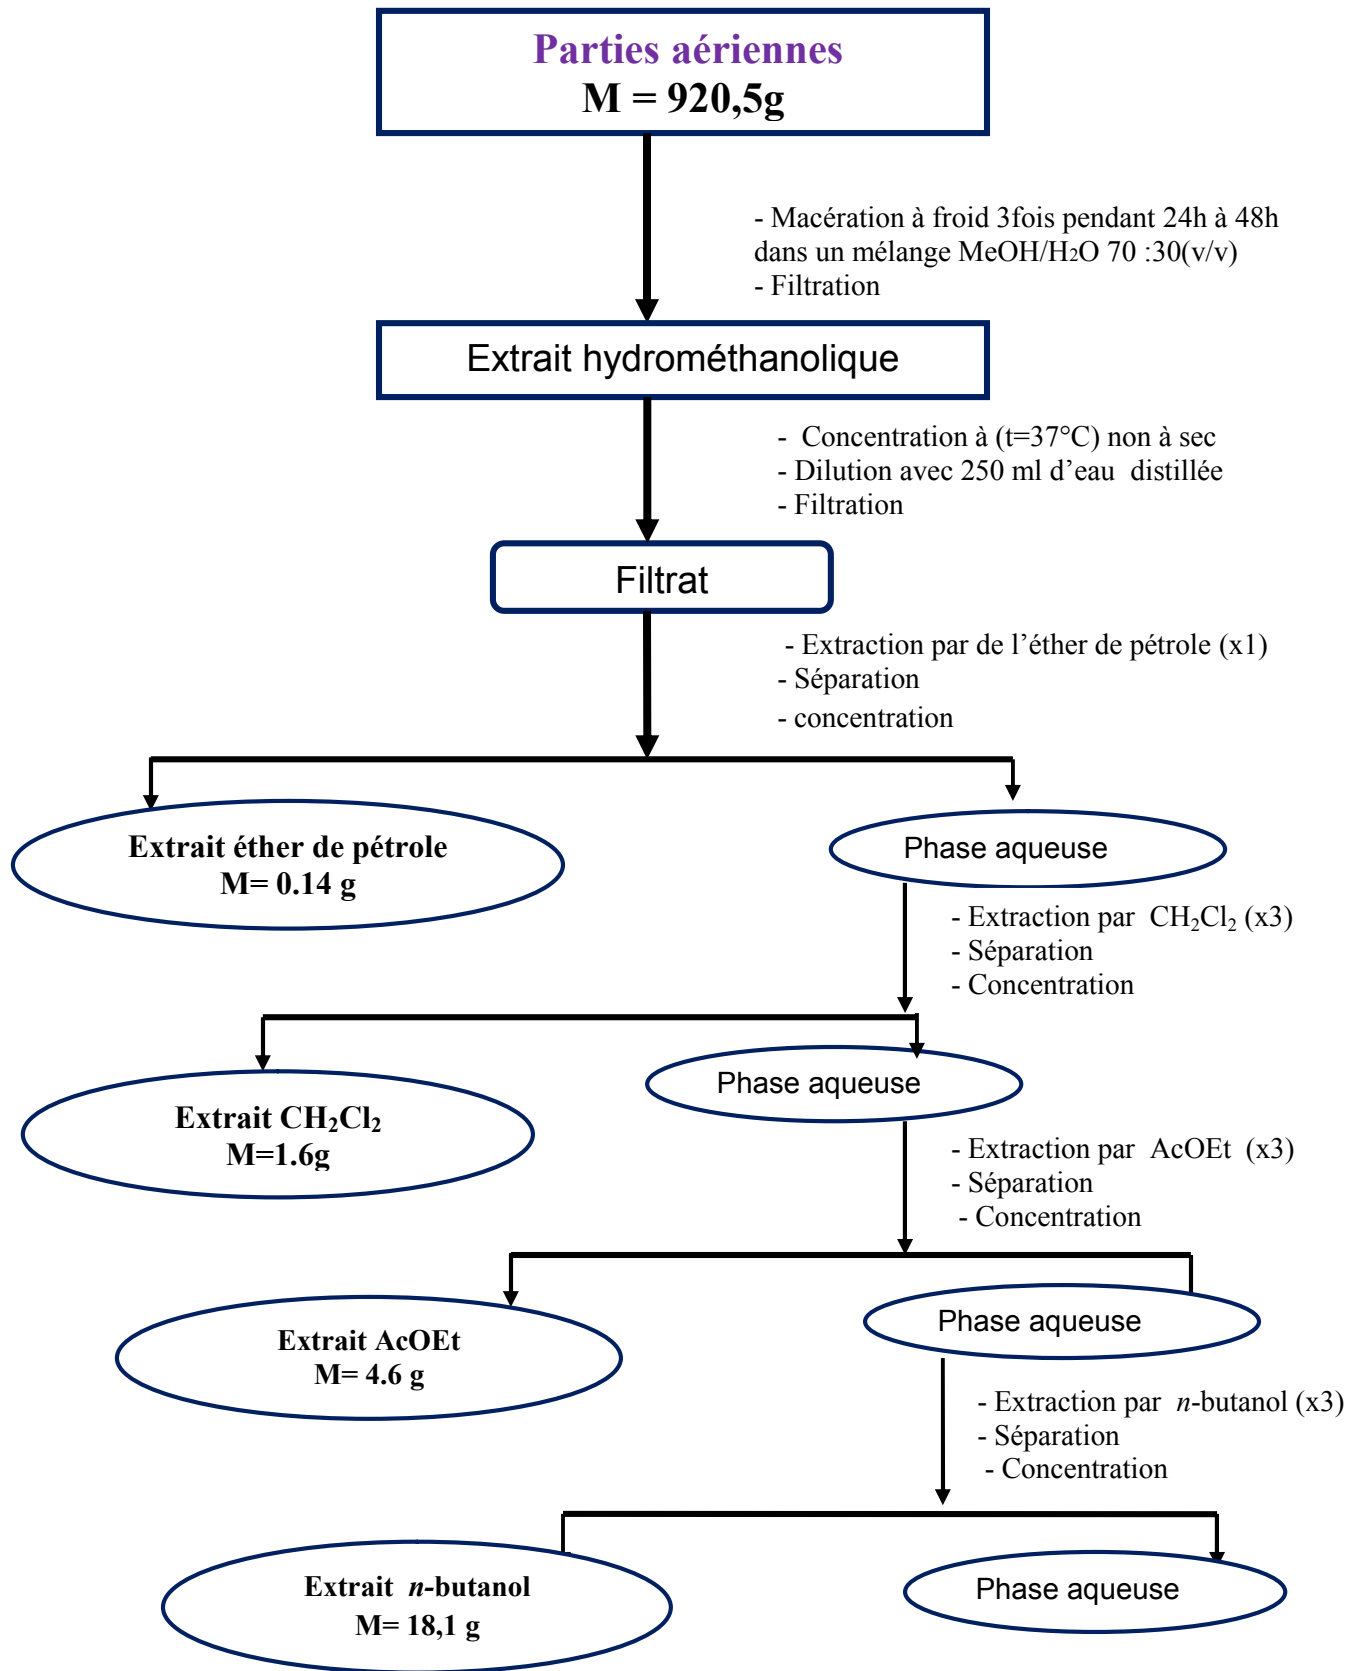 Parties aériennes
M = 920,5g
- Macération à froid 3fois pendant 24h à 48h
dans un mélange MeOH/H2O 70 :30(v/v)
- Filtration
Extrait hydrométhanolique
- Concentration à (t=37°C) non à sec
- Dilution avec 250 ml d’eau distillée
- Filtration
Filtrat
- Extraction par de l’éther de pétrole (x1)
- Séparation
- concentration
Extrait éther de pétrole
M= 0.14 g
Phase aqueuse
- Extraction par CH₂Cl₂ (x3)
- Séparation
- Concentration
Extrait CH₂Cl₂
M=1.6g
Phase aqueuse
- Extraction par AcOEt (x3)
- Séparation
- Concentration
Extrait AcOEt
M= 4.6 g
Phase aqueuse
- Extraction par n-butanol (x3)
- Séparation
- Concentration
Extrait n-butanol
M= 18,1 g
Phase aqueuse